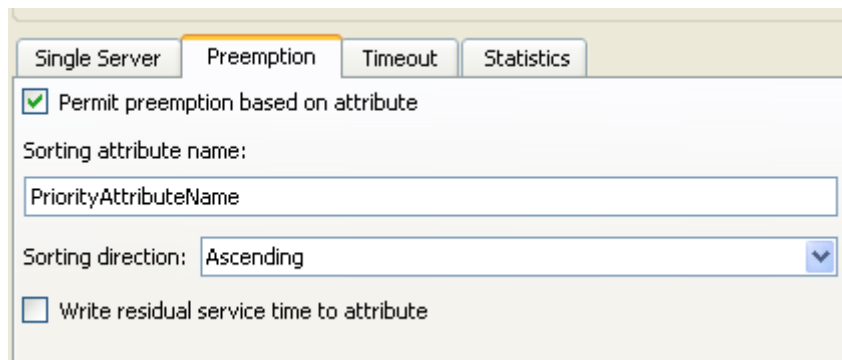 Single Server Preemption Timeout Statistics
Permit preemption based on attribute
Sorting attribute name:
PriorityAttributeName
Sorting direction: Ascending
Write residual service time to attribute